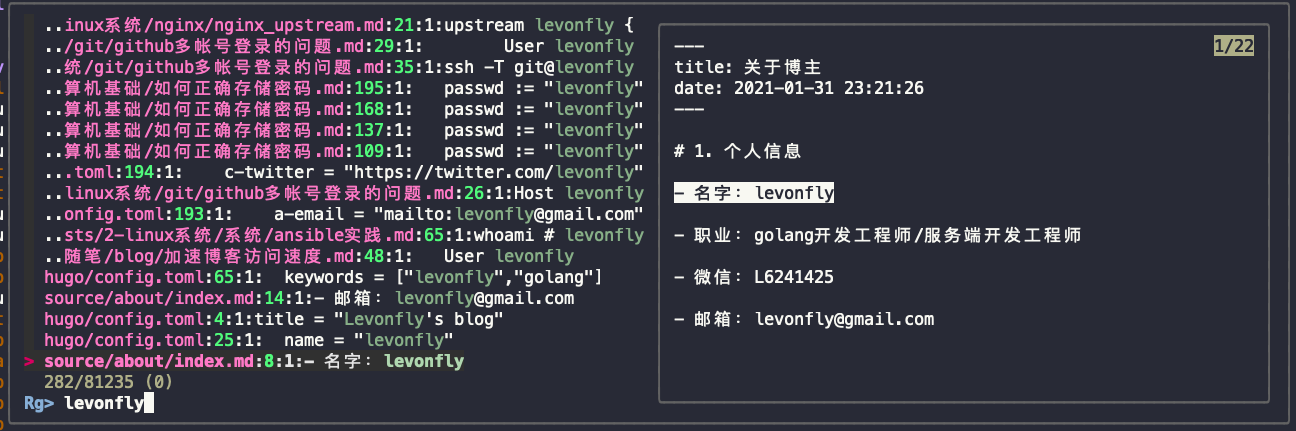 ..inux系统/nginx/nginx_upstream.md:21:1:upstream levonfly {
../git/github多帐号登录的问题.md:29:1:        User levonfly
..统/git/github多帐号登录的问题.md:35:1:ssh -T git@levonfly
..算机基础/如何正确存储密码.md:195:1:   passwd := "levonfly"
..算机基础/如何正确存储密码.md:168:1:   passwd := "levonfly"
..算机基础/如何正确存储密码.md:137:1:   passwd := "levonfly"
..算机基础/如何正确存储密码.md:109:1:   passwd := "levonfly"
...toml:194:1:    c-twitter = "https://twitter.com/levonfly"
..linux系统/git/github多帐号登录的问题.md:26:1:Host levonfly
..onfig.toml:193:1:    a-email = "mailto:levonfly@gmail.com"
..sts/2-linux系统/系统/ansible实践.md:65:1:whoami # levonfly
..随笔/blog/加速博客访问速度.md:48:1:   User levonfly
hugo/config.toml:65:1:  keywords = ["levonfly","golang"]
source/about/index.md:14:1:- 邮箱: levonfly@gmail.com
hugo/config.toml:4:1:title = "Levonfly's blog"
hugo/config.toml:25:1:  name = "levonfly"
> source/about/index.md:8:1:- 名字: levonfly
282/81235 (0)
Rg> levonfly
--- 1/22
title: 关于博主
date: 2021-01-31 23:21:26
---
# 1. 个人信息
- 名字: levonfly
- 职业: golang开发工程师/服务端开发工程师
- 微信: L6241425
- 邮箱: levonfly@gmail.com